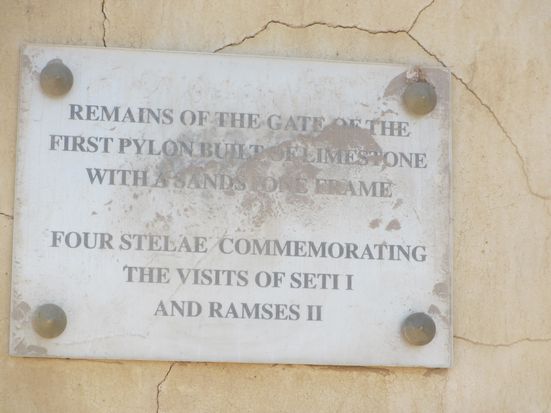 REMAINS OF THE GATE OF THE
FIRST PYLON BUILT OF LIMESTONE
WITH A SANDSTONE FRAME
FOUR STELAE COMMEMORATING
THE VISITS OF SETI I
AND RAMSES II